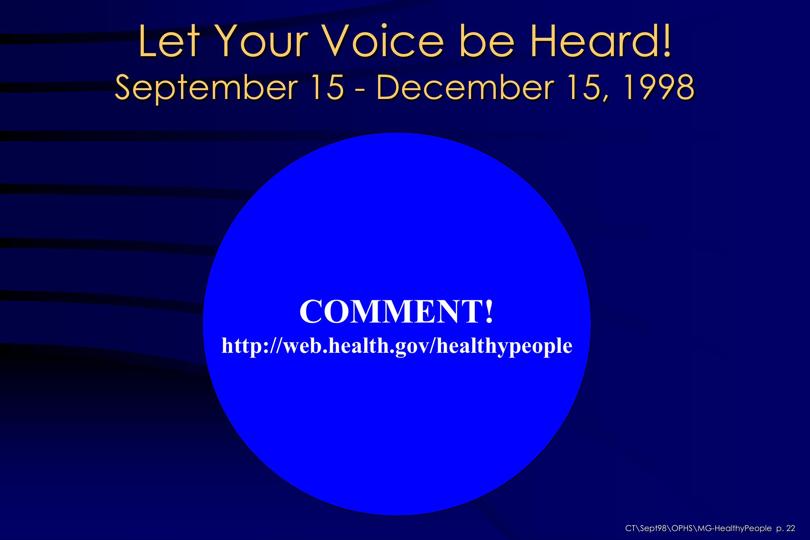 Let Your Voice be Heard!
September 15 - December 15, 1998
COMMENT!
http://web.health.gov/healthypeople
CT\Sept98\OPHS\MG-HealthyPeople p. 22